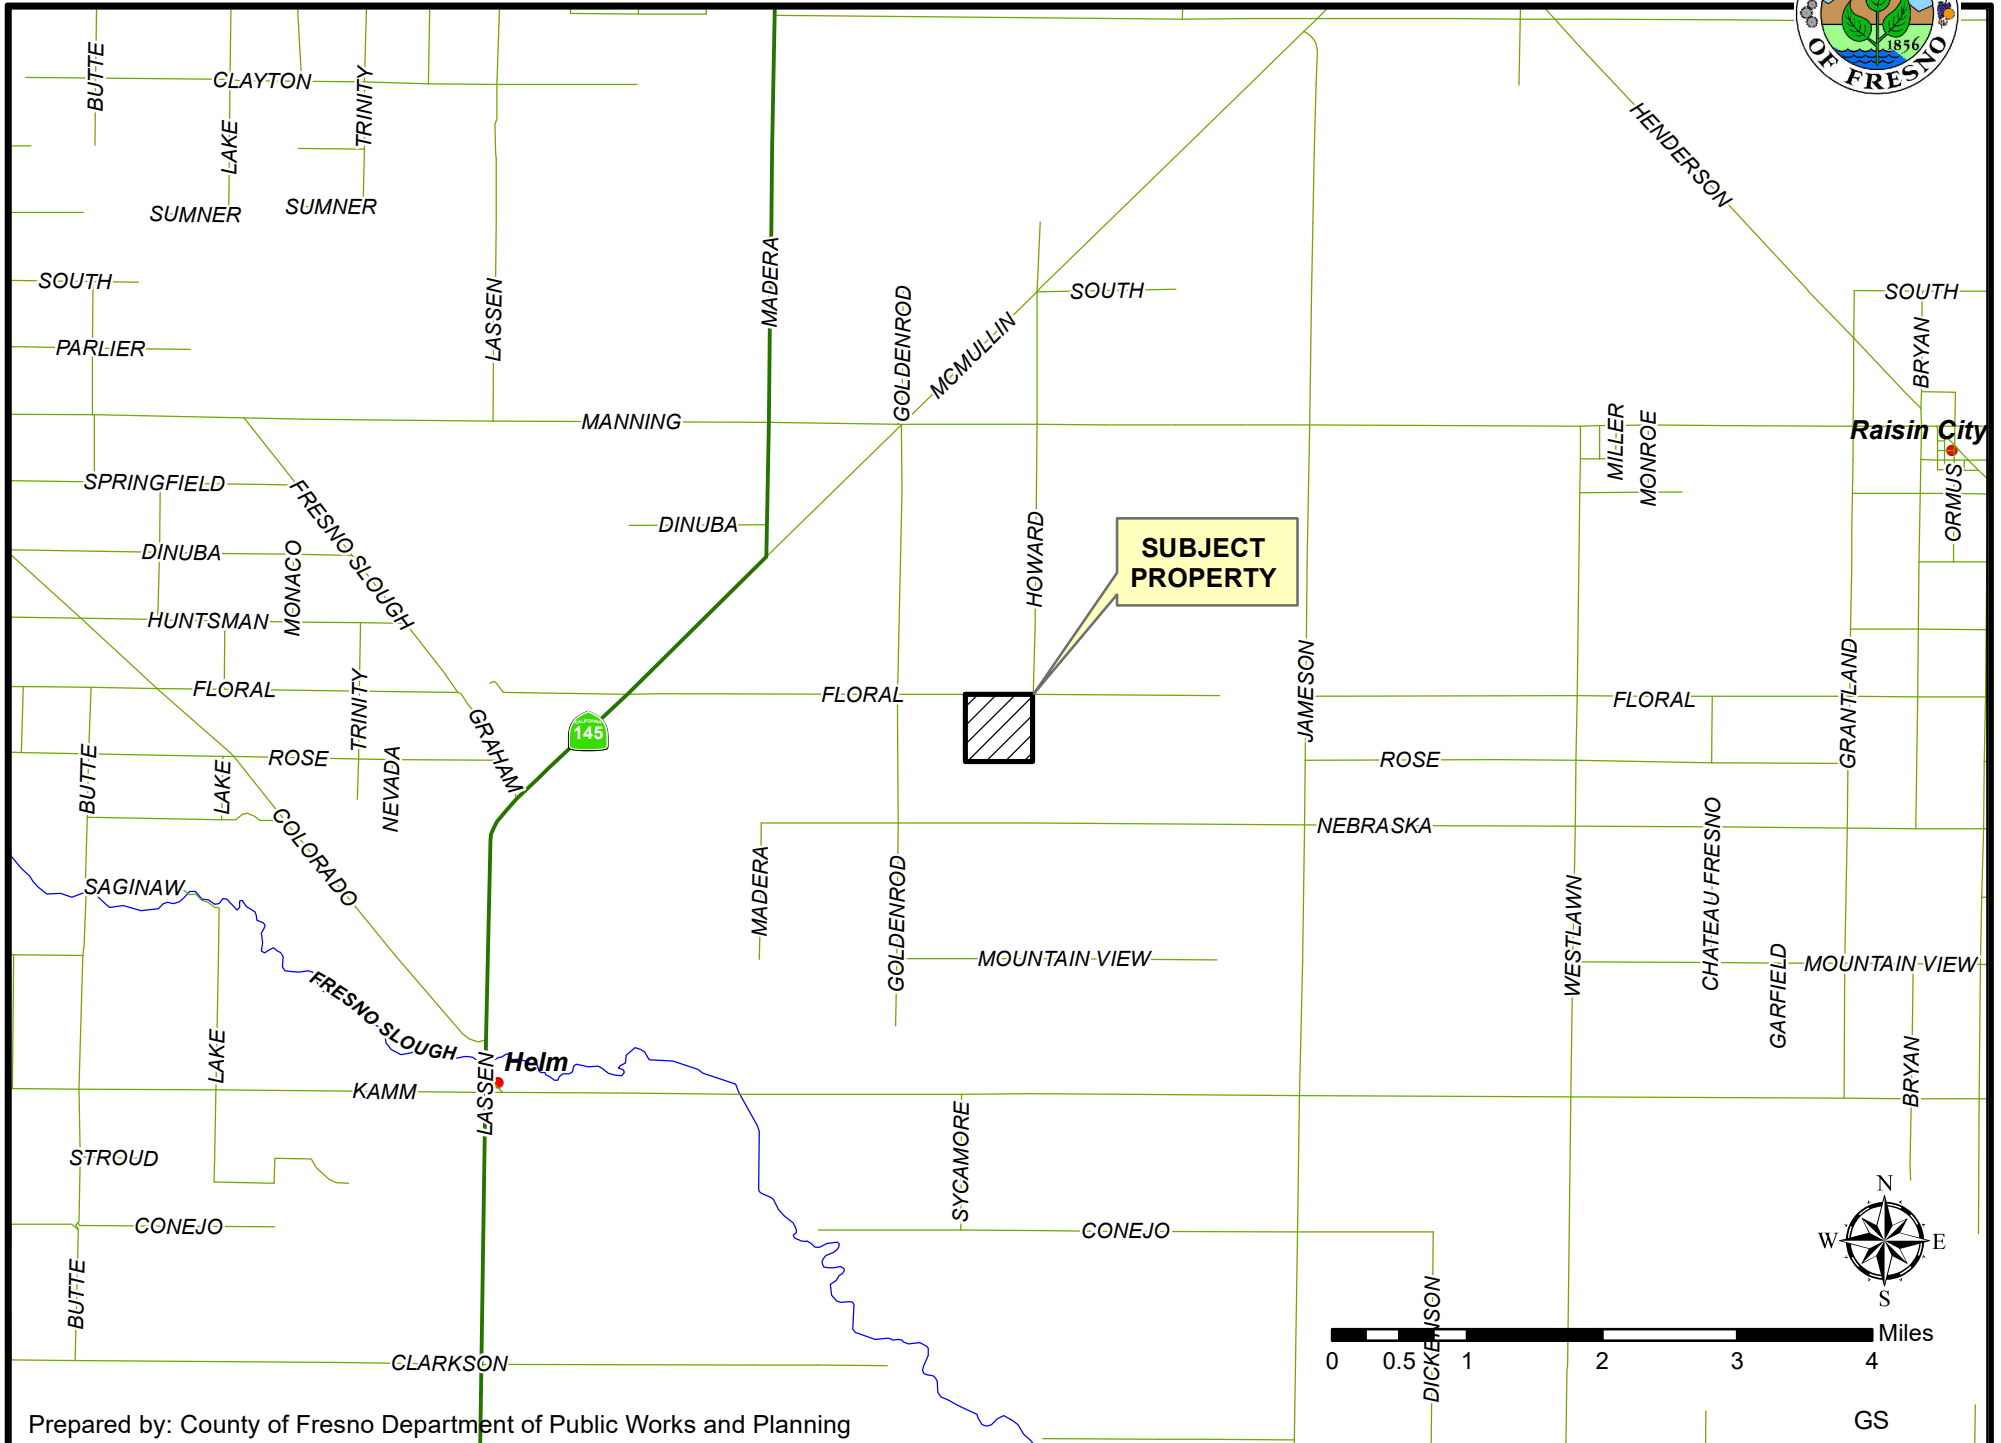 1856
OF FRESNO
BUTTE
CLAYTON
TRINITY
LAKE
HENDERSON
SUMNER
SUMNER
MADERA
SOUTH
LASSEN
GOLDENROD
SOUTH
SOUTH
MCMULLIN
PARLIER
BRYAN
MANNING
MILLER
MONROE
Raisin City
SPRINGFIELD
FRESNO SLOUGH
DINUBA
ORMUS
DINUBA
MONACO
HOWARD
SUBJECT
PROPERTY
HUNTSMAN
FLORAL
TRINITY
FLORAL
JAMESON
FLORAL
GRANTLAND
GRAHAM
CALIFORNIA
145
ROSE
ROSE
BUTTE
LAKE
NEVADA
COLORADO
NEBRASKA
CHATEAU FRESNO
SAGINAW
MADERA
GOLDENROD
WESTLAWN
MOUNTAIN VIEW
GARFIELD
MOUNTAIN VIEW
FRESNO SLOUGH
LAKE
Helm
LASSEN
KAMM
BRYAN
SYCAMORE
STROUD
N
W
E
S
CONEJO
CONEJO
BUTTE
DICKENSON
Miles
0 0.5 1 2 3 4
CLARKSON
Prepared by: County of Fresno Department of Public Works and Planning
GS